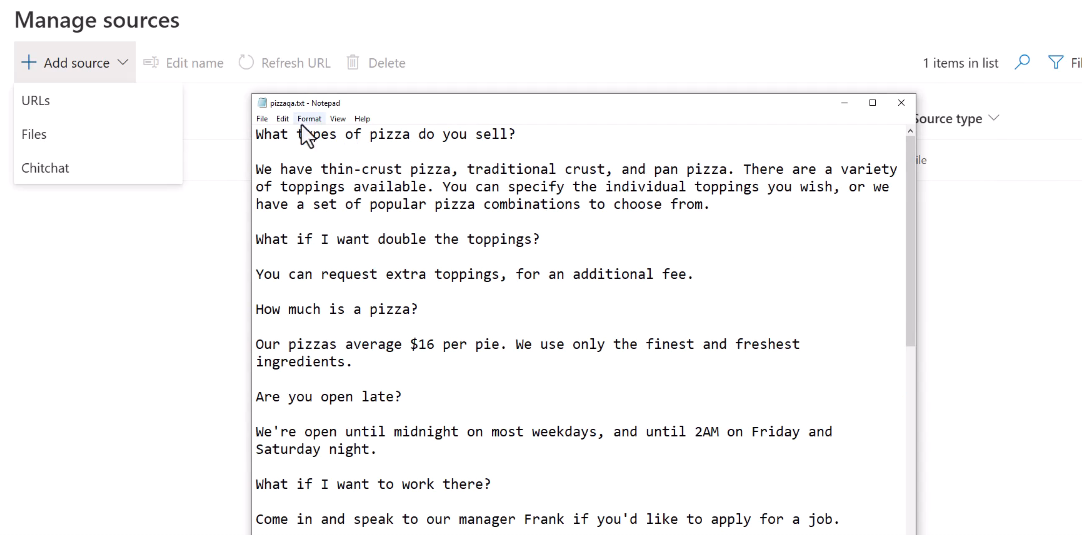 Manage sources
Add source
Edit name
Refresh URL
Delete
1 items in list
URLs
Files
Chitchat
Source type
pizzaqa.txt - Notepad
File Edit Format View Help
What types of pizza do you sell?
We have thin-crust pizza, traditional crust, and pan pizza. There are a variety
of toppings available. You can specify the individual toppings you wish, or we
have a set of popular pizza combinations to choose from.
What if I want double the toppings?
You can request extra toppings, for an additional fee.
How much is a pizza?
Our pizzas average $16 per pie. We use only the finest and freshest
ingredients.
Are you open late?
We're open until midnight on most weekdays, and until 2AM on Friday and
Saturday night.
What if I want to work there?
Come in and speak to our manager Frank if you'd like to apply for a job.